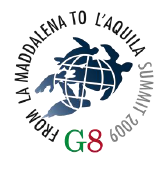 FROM LA MADDALENA TO L'AQUILA SUMMIT 2009
G8